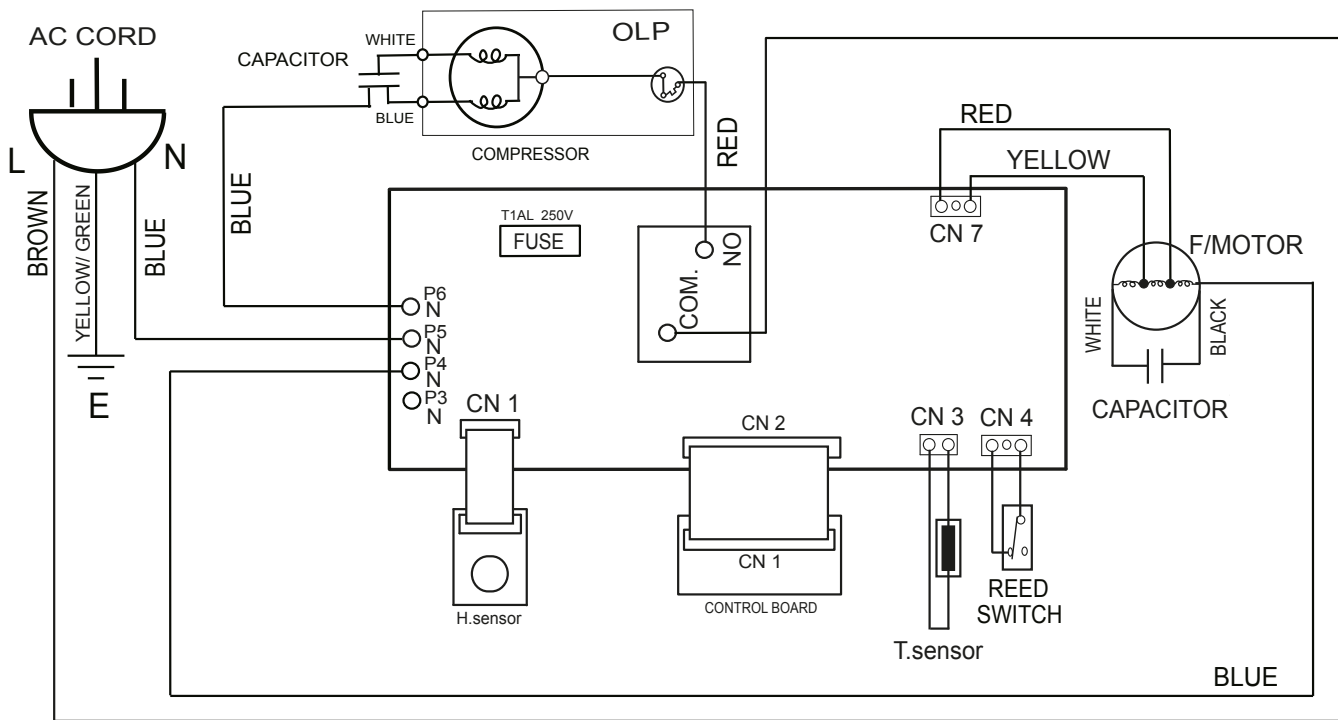 AC CORD
L
N
BROWN
YELLOW/ GREEN
BLUE
E
CAPACITOR
WHITE
BLUE
OLP
COMPRESSOR
BLUE
RED
T1AL 250V
FUSE
NO
COM.
P6
N
P5
N
P4
N
P3
N
RED
YELLOW
CN 7
F/MOTOR
WHITE
BLACK
CAPACITOR
CN 1
H.sensor
CN 2
CN 1
CONTROL BOARD
CN 3
CN 4
T.sensor
REED
SWITCH
BLUE